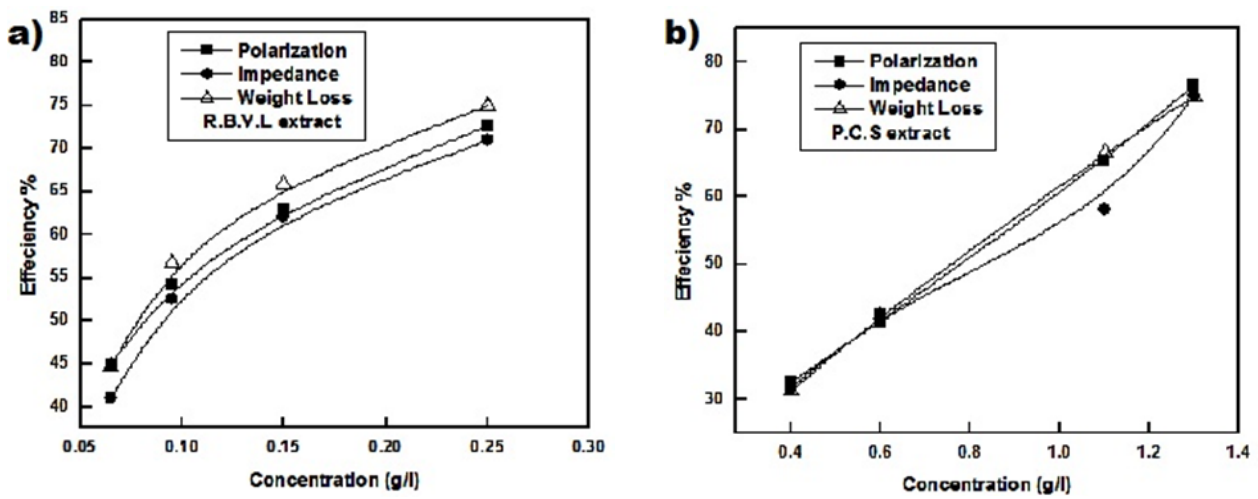 a)
85
80
75
70
65
60
55
50
45
40
Effeciency %
Polarization
Impedance
Weight Loss
R.B.V.L extract
0.05 0.10 0.15 0.20 0.25 0.30
Concentration (g/l)
b)
80
70
60
50
40
30
Effeciency %
Polarization
Impedance
Weight Loss
P.C.S extract
0.4 0.6 0.8 1.0 1.2 1.4
Concentration (g/l)